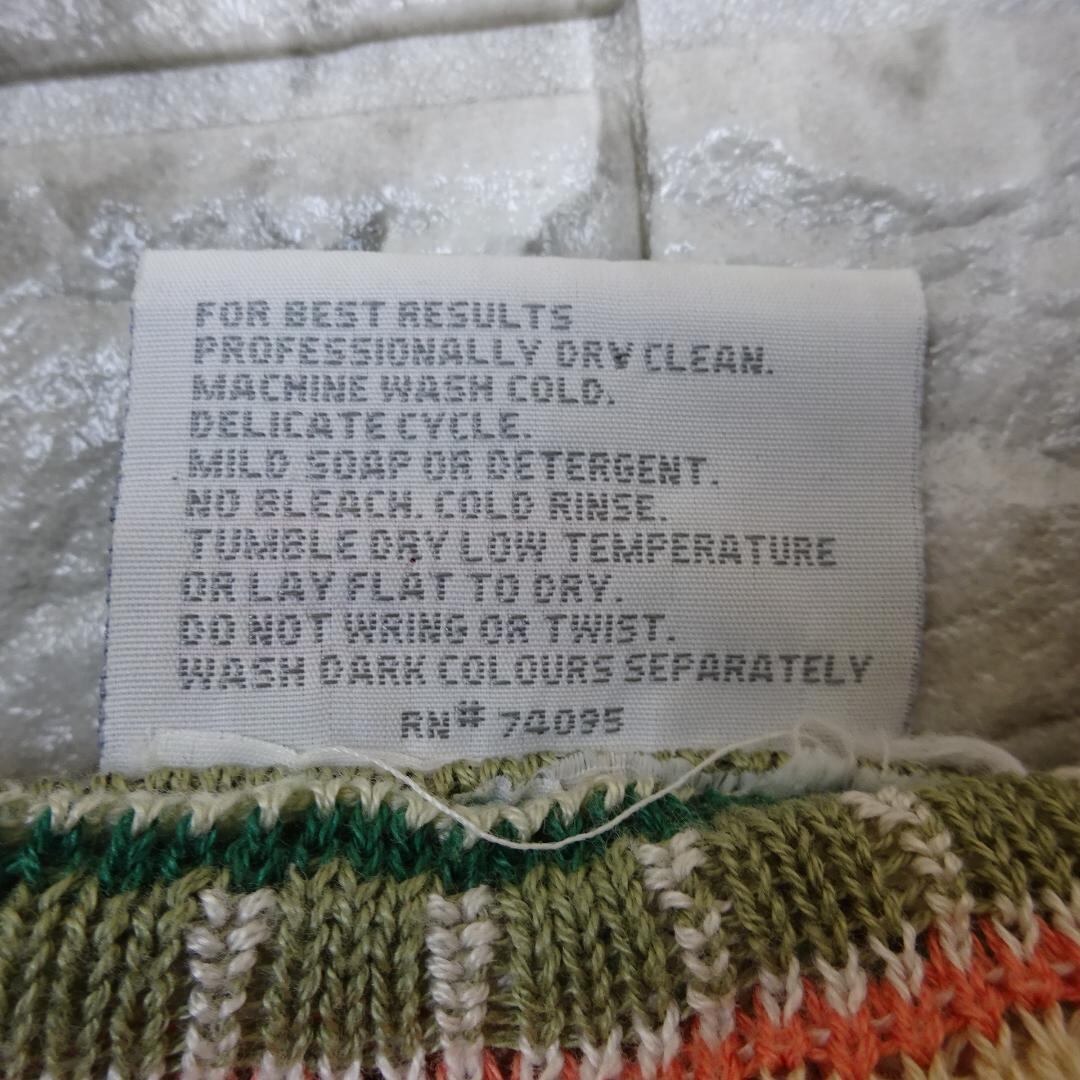 FOR BEST RESULTS
PROFESSIONALLY DRY CLEAN.
MACHINE WASH COLD.
DELICATE CYCLE.
MILD SOAP OR DETERGENT.
NO BLEACH. COLD RINSE.
TUMBLE DRY LOW TEMPERATURE
OR LAY FLAT TO DRY.
DO NOT WRING OR TWIST.
WASH DARK COLOURS SEPARATELY
RN# 74095